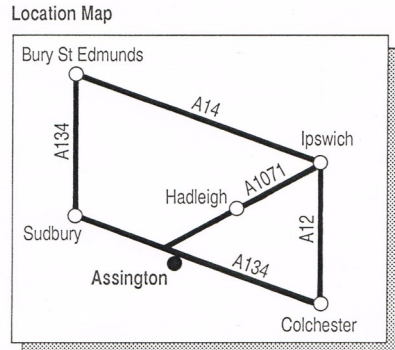 Location Map
Bury St Edmunds
A14
A134
Ipswich
A1071
Hadleigh
A12
Sudbury
A134
Assington
Colchester